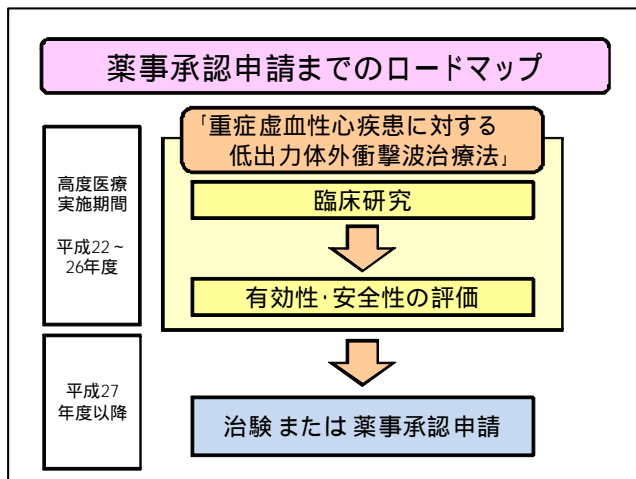 薬事承認申請までのロードマップ
「重症虚血性心疾患に対する
低出力体外衝撃波治療法」
高度医療
実施期間
平成22~
26年度
臨床研究
有効性・安全性の評価
平成27
年度以降
治験 または 薬事承認申請